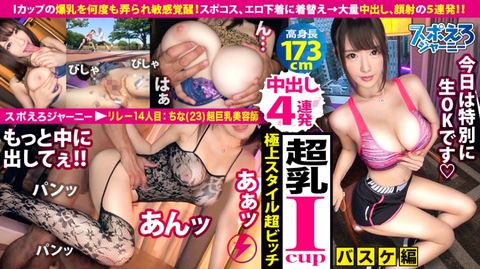 Iカップの爆乳を何度も弄られ敏感覚醒！スポコス、エロ下着に着替え→大量中出し、顔射の5連発!!
スポえろ
ジャーニー
高身長
173
cm
ん…
ぴしゃ
ぴしゃ
はぁ
中出し
4連発
今日は特別に
生OKです♡
スポえろジャーニー▶リレー14人目：ちな(23)超巨乳美容師
もっと中に
出してぇ!!
パンッ
パンッ
パンッ
あんッ
あぁッ
超乳
I
cup
極上スタイル超ビッチ
バスケ編